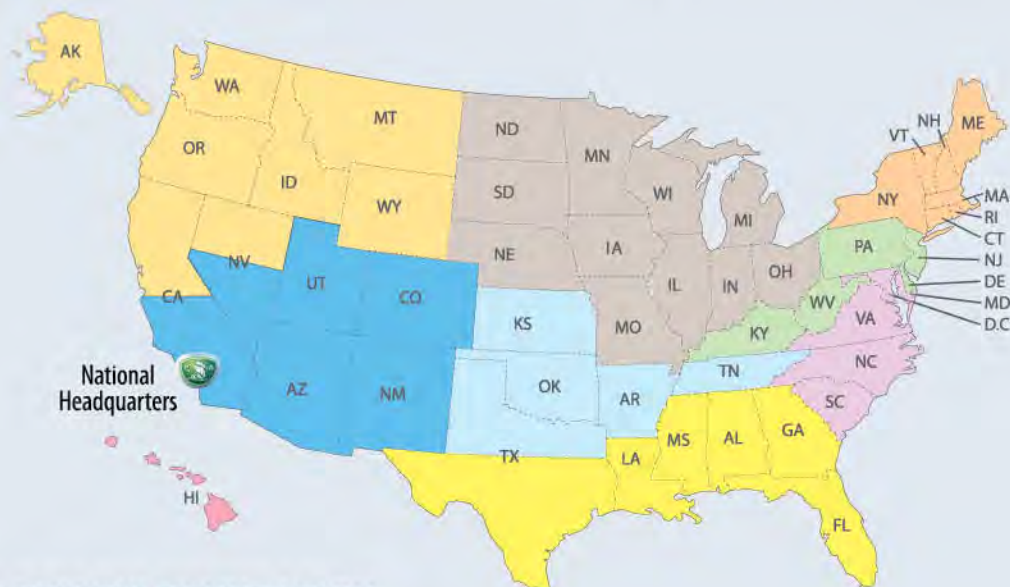 AK
WA
MT
ND
MN
OR
ID
SD
WI
WY
MI
VT
NH
ME
NY
MA
RI
CT
NJ
NE
IA
PA
DE
MD
D.C
NV
UT
CO
CA
IL
IN
OH
WV
VA
KS
MO
KY
NC
National
Headquarters
AZ
NM
OK
AR
TN
SC
TX
LA
MS
AL
GA
HI
FL